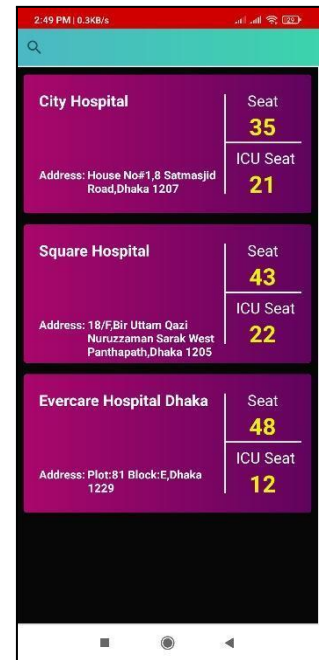 2:49 PM | 0.3KB/s
29
City Hospital
Seat
35
Address: House No#1,8 Satmasjid
Road,Dhaka 1207
ICU Seat
21
Square Hospital
Seat
43
Address: 18/F,Bir Uttam Qazi
Nuruzzaman Sarak West
Panthapath,Dhaka 1205
ICU Seat
22
Evercare Hospital Dhaka
Seat
48
Address: Plot:81 Block:E,Dhaka
1229
ICU Seat
12